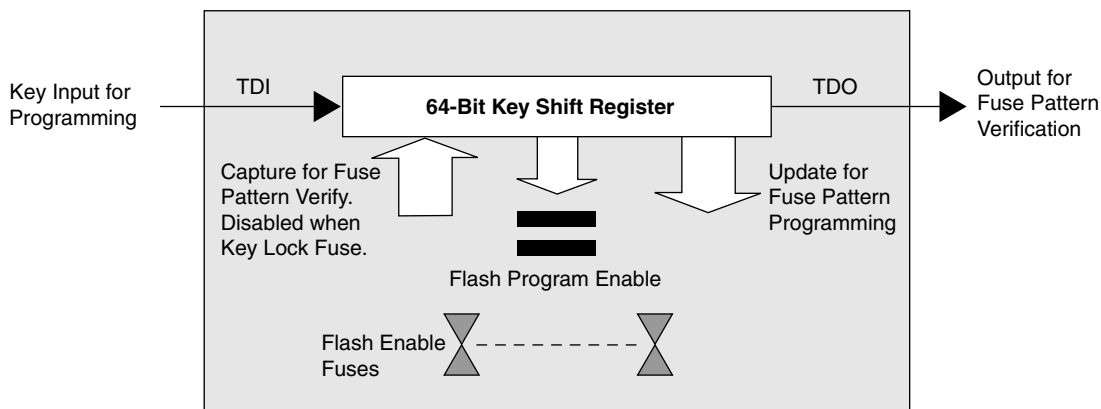 Key Input for
Programming
TDI
64-Bit Key Shift Register
TDO
Output for
Fuse Pattern
Verification
Capture for Fuse
Pattern Verify.
Disabled when
Key Lock Fuse.
Update for
Fuse Pattern
Programming
Flash Program Enable
Flash Enable
Fuses